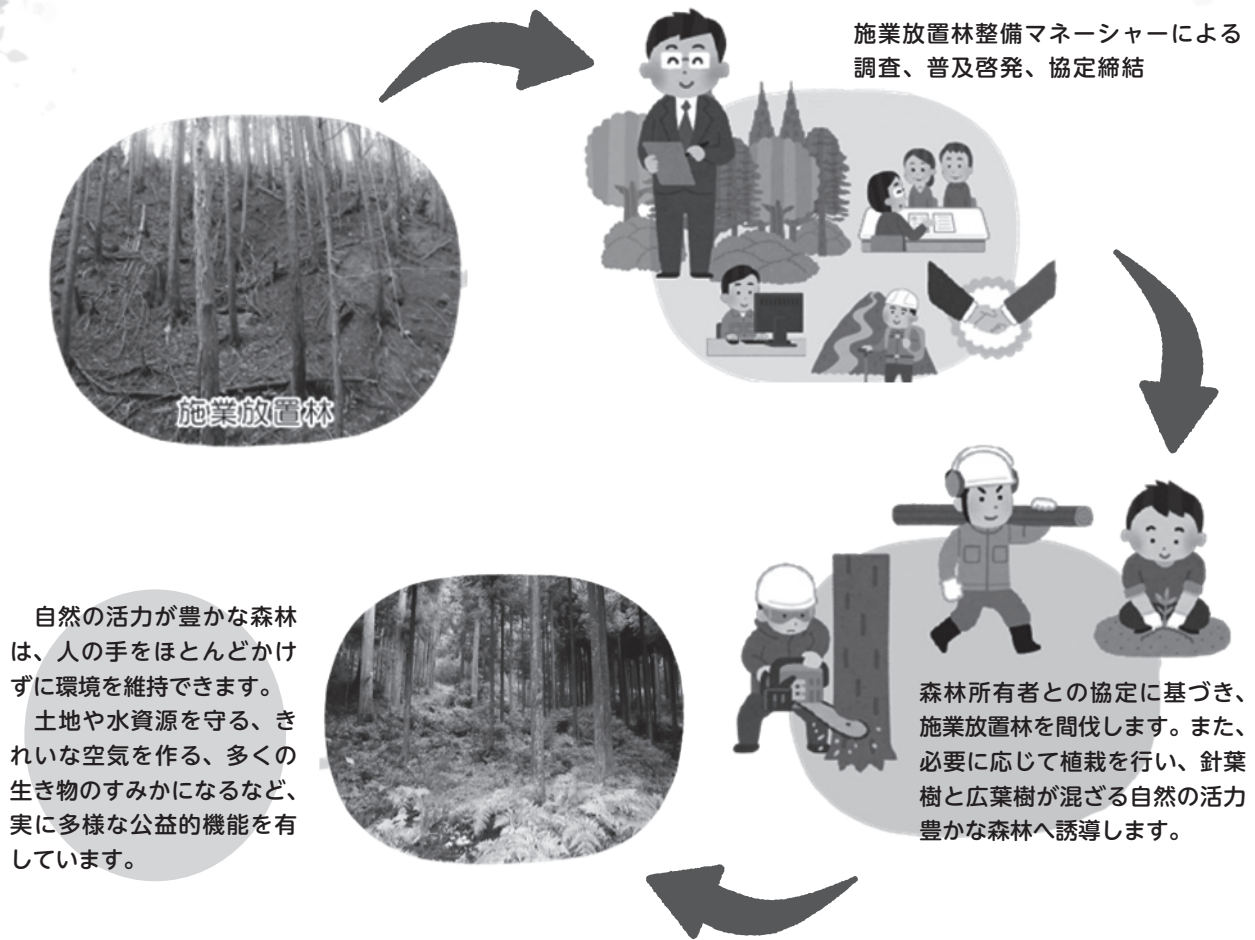 施業放置林整備マネーシャーによる
調査、普及啓発、協定締結
施業放置林
森林所有者との協定に基づき、
施業放置林を間伐します。また、
必要に応じて植栽を行い、針葉
樹と広葉樹が混ざる自然の活力
豊かな森林へ誘導します。
自然の活力が豊かな森林
は、人の手をほとんどかけ
ずに環境を維持できます。
土地や水資源を守る、き
れいな空気を作る、多くの
生き物のすみかになるなど、
実に多様な公益的機能を有
しています。